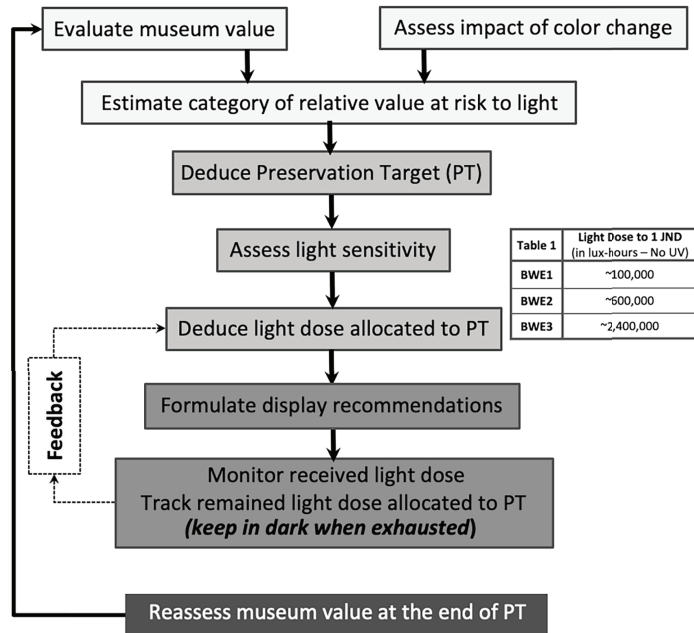 Evaluate museum value
Assess impact of color change
Estimate category of relative value at risk to light
Deduce Preservation Target (PT)
Assess light sensitivity
Table 1
Light Dose to 1 JND
(in lux-hours – No UV)
BWE1
~100,000
BWE2
~600,000
BWE3
~2,400,000
Deduce light dose allocated to PT
Feedback
Formulate display recommendations
Monitor received light dose
Track remained light dose allocated to PT
(keep in dark when exhausted)
Reassess museum value at the end of PT